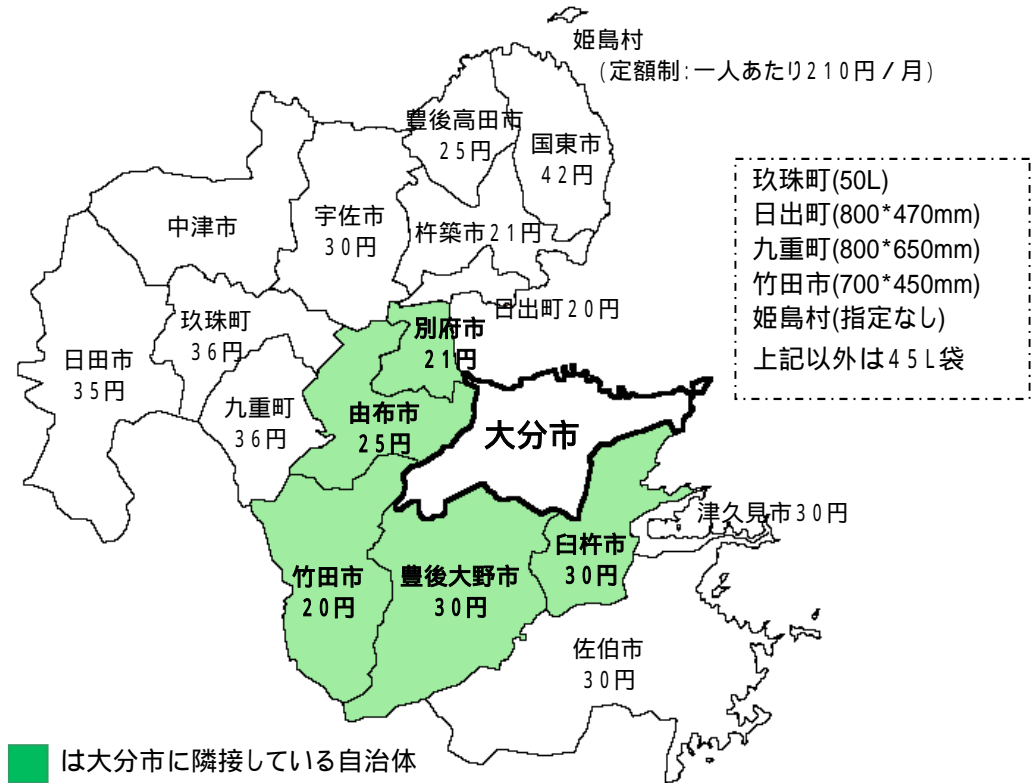 姫島村
(定額制:一人あたり210円/月)
豊後高田市
25円
国東市
42円
中津市
宇佐市
30円
杵築市21円
日出町20円
玖珠町(50L)
日出町(800*470mm)
九重町(800*650mm)
竹田市(700*450mm)
姫島村(指定なし)
上記以外は45L袋
日田市
35円
玖珠町
36円
九重町
36円
別府市
21円
由布市
25円
大分市
津久見市30円
臼杵市
30円
竹田市
20円
豊後大野市
30円
佐伯市
30円
は大分市に隣接している自治体